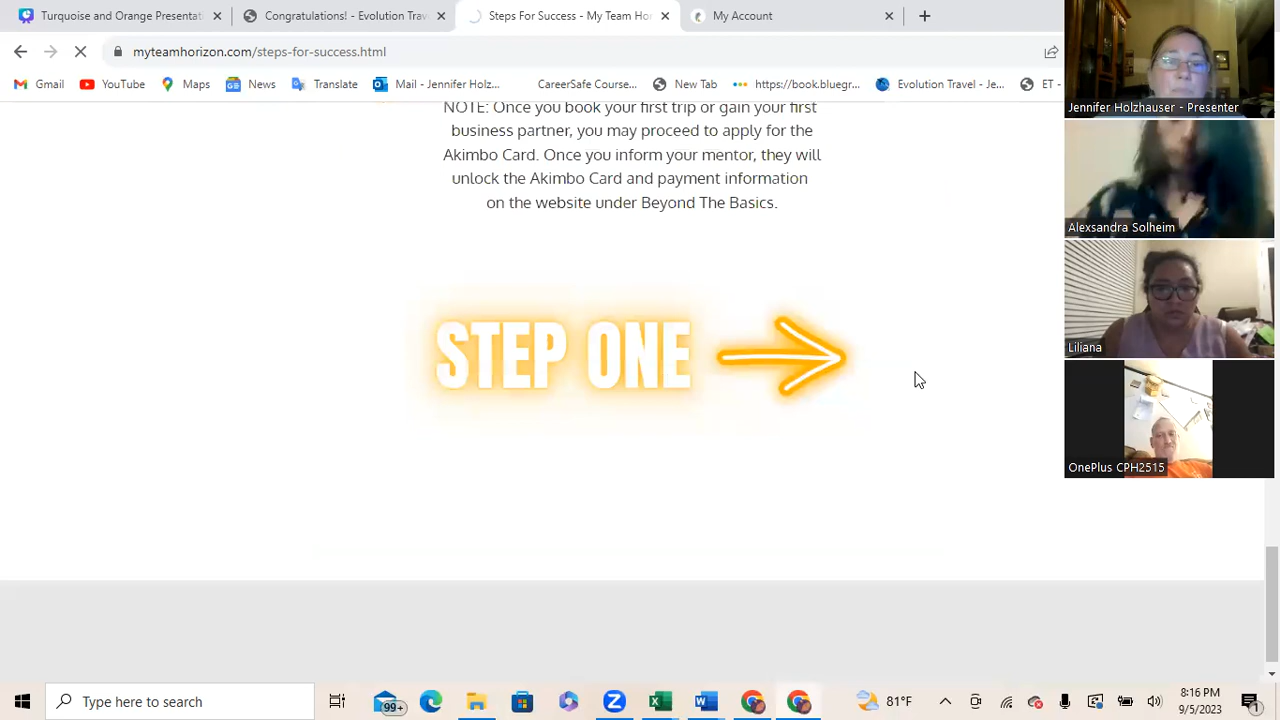 Turquoise and Orange Presentati
Congratulations! - Evolution Trave
Steps For Success - My Team Hor
My Account
myteamhorizon.com/steps-for-success.html
Gmail
YouTube
Maps
News
Translate
Mail - Jennifer Holz...
CareerSafe Course...
New Tab
https://book.bluegr...
Evolution Travel - Je...
ET -
NOTE: Once you book your first trip or gain your first
business partner, you may proceed to apply for the
Akimbo Card. Once you inform your mentor, they will
unlock the Akimbo Card and payment information
on the website under Beyond The Basics.
STEP ONE
Jennifer Holzhauser - Presenter
Alexsandra Solheim
Liliana
OnePlus CPH2515
Type here to search
99+
81°F
8:16 PM
9/5/2023
1